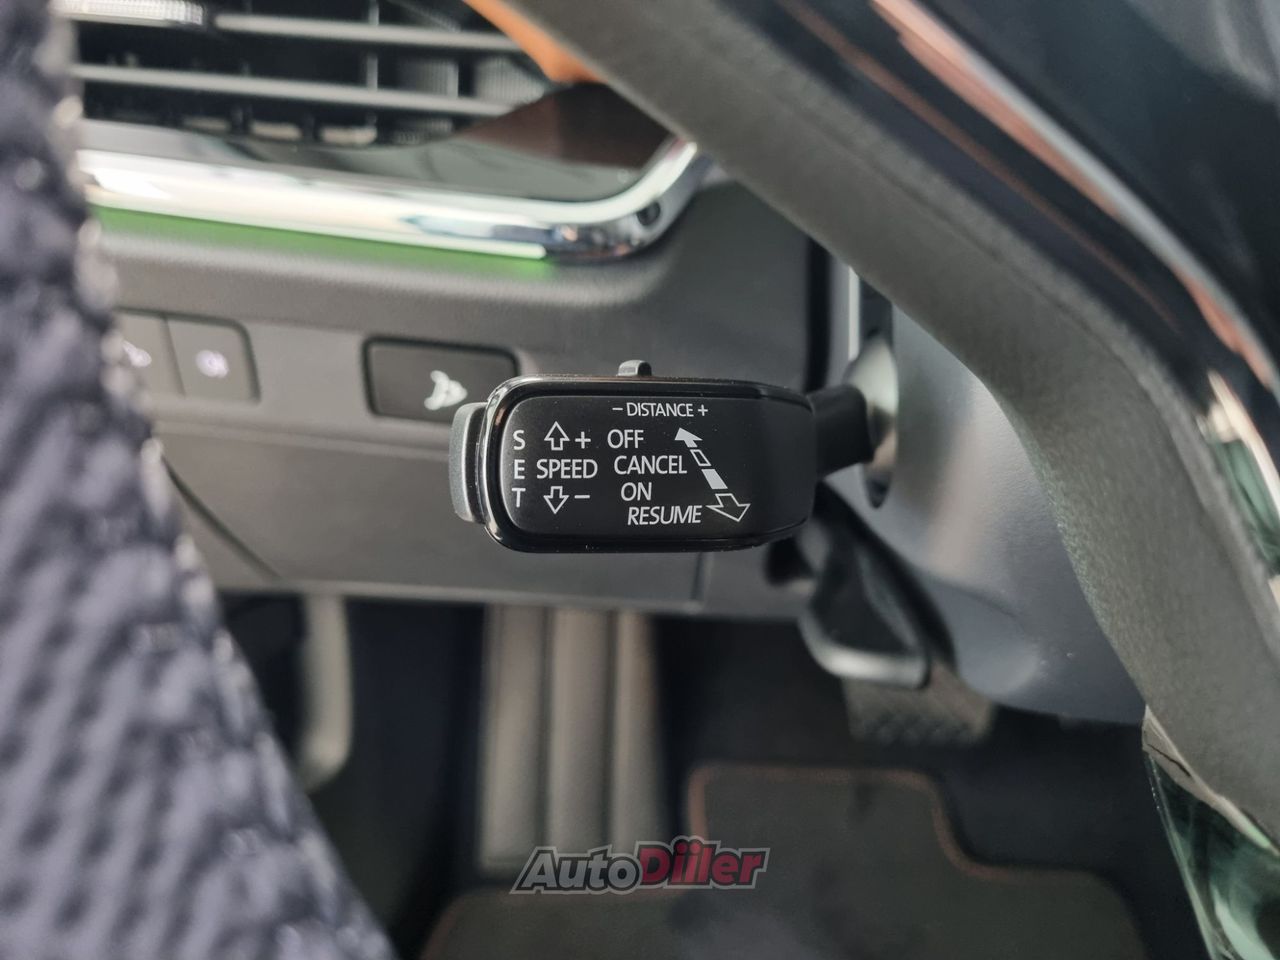 − DISTANCE +
S + OFF
E SPEED CANCEL
T − ON
RESUME
AutoDiiler